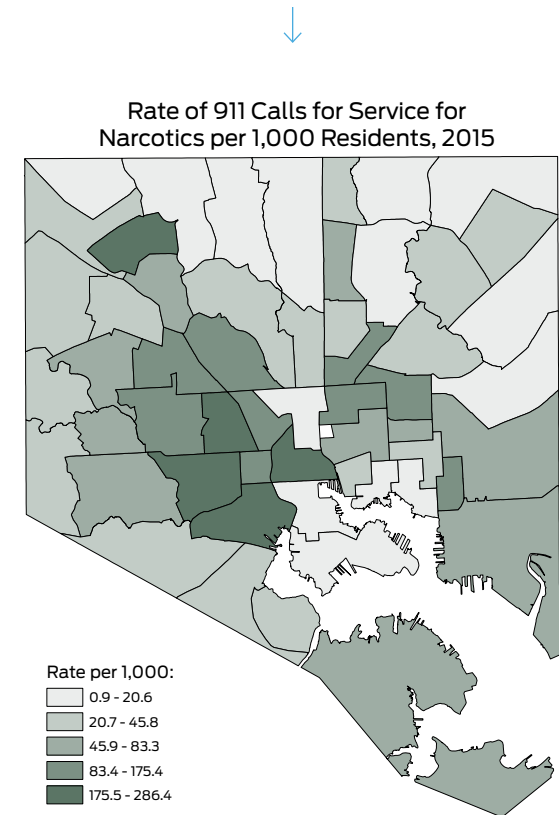 Rate of 911 Calls for Service for
Narcotics per 1,000 Residents, 2015
Rate per 1,000:
0.9 - 20.6
20.7 - 45.8
45.9 - 83.3
83.4 - 175.4
175.5 - 286.4